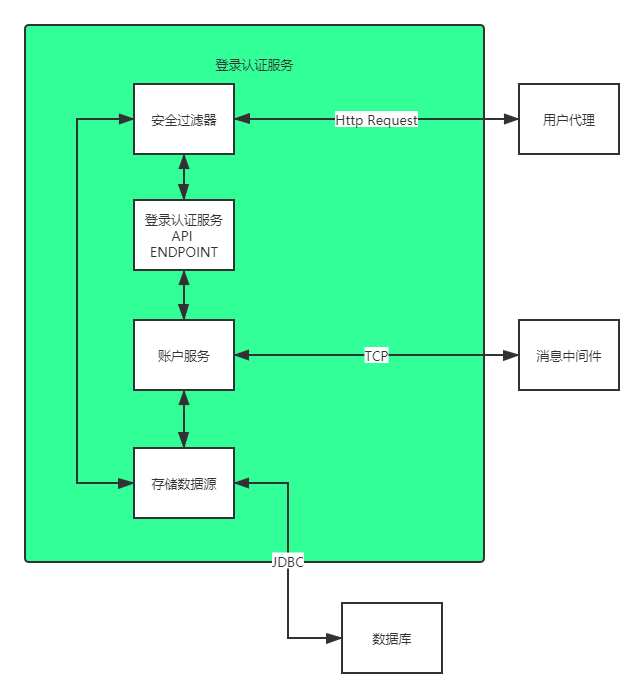 登录认证服务
安全过滤器
Http Request
用户代理
登录认证服务
API
ENDPOINT
账户服务
TCP
消息中间件
存储数据源
JDBC
数据库